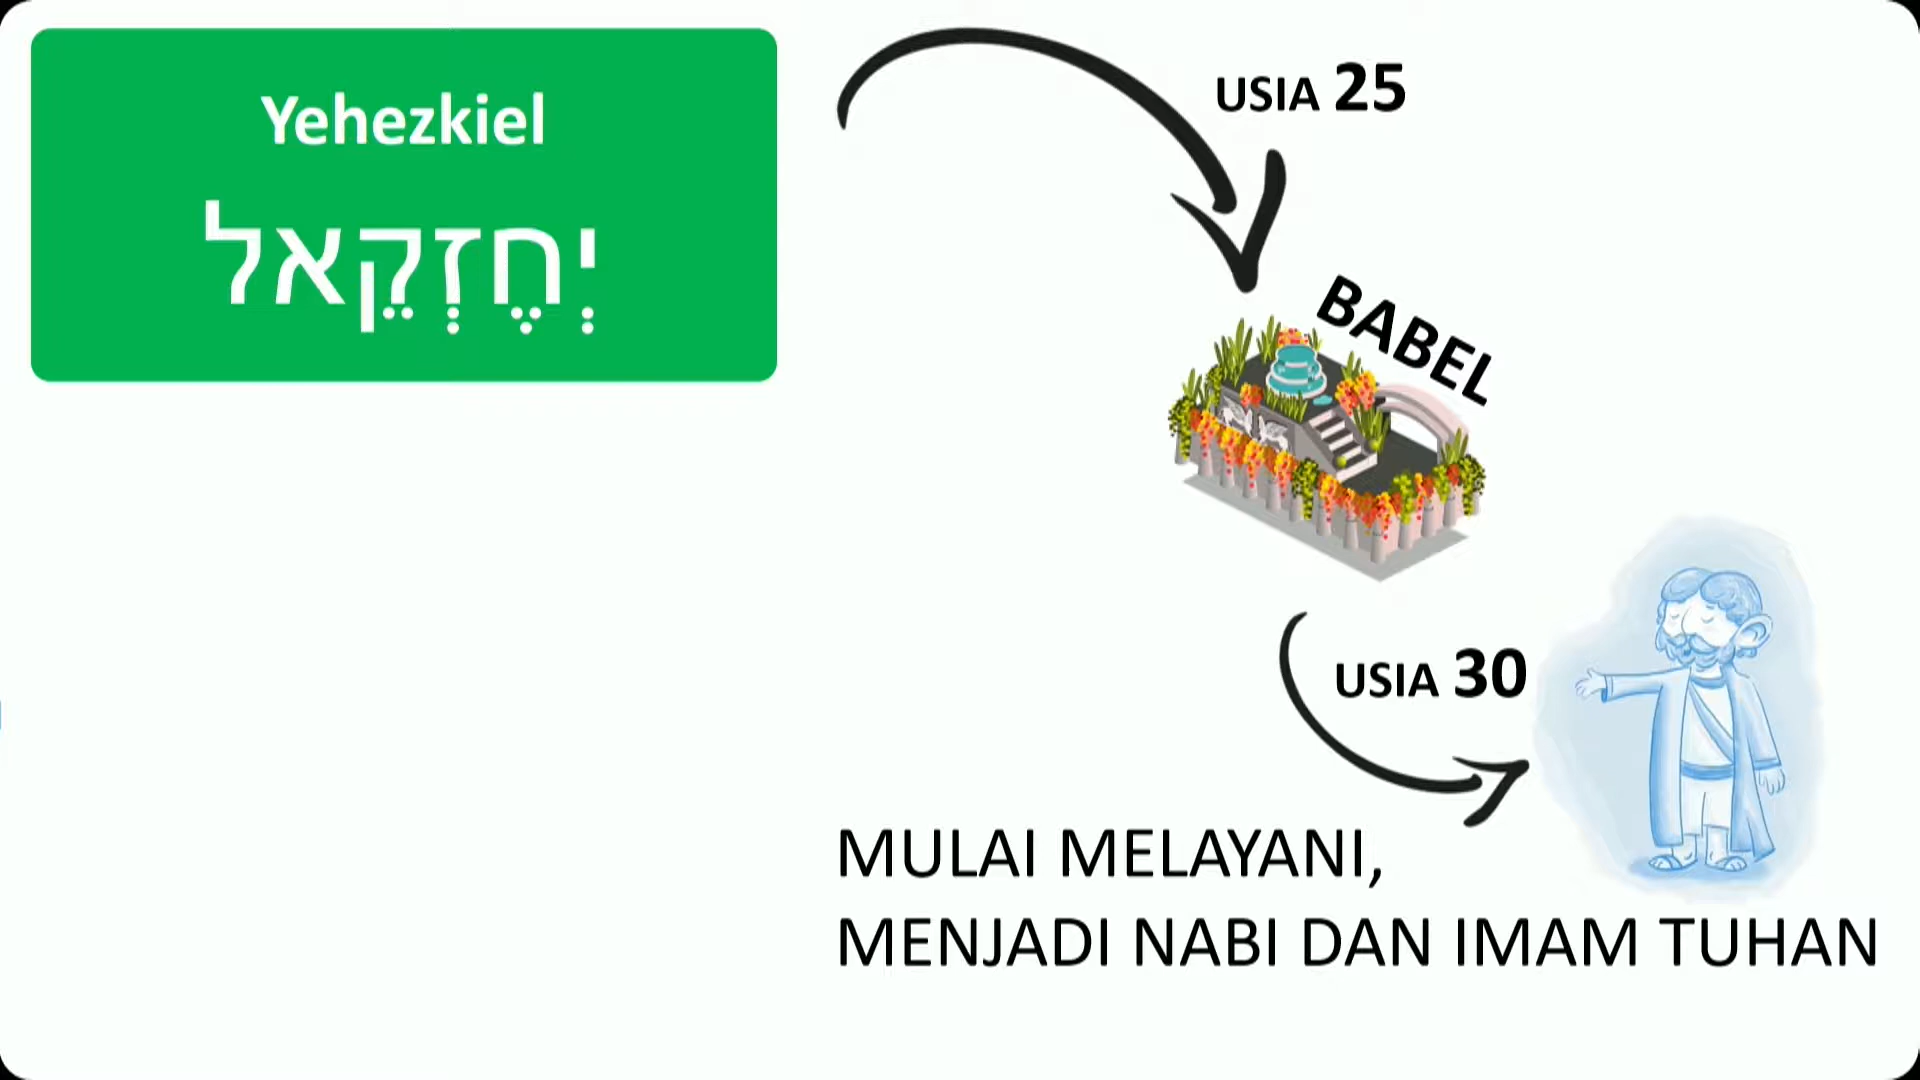 Yehezkiel
יְחֶזְקֵאל
USIA 25
BABEL
USIA 30
MULAI MELAYANI,
MENJADI NABI DAN IMAM TUHAN